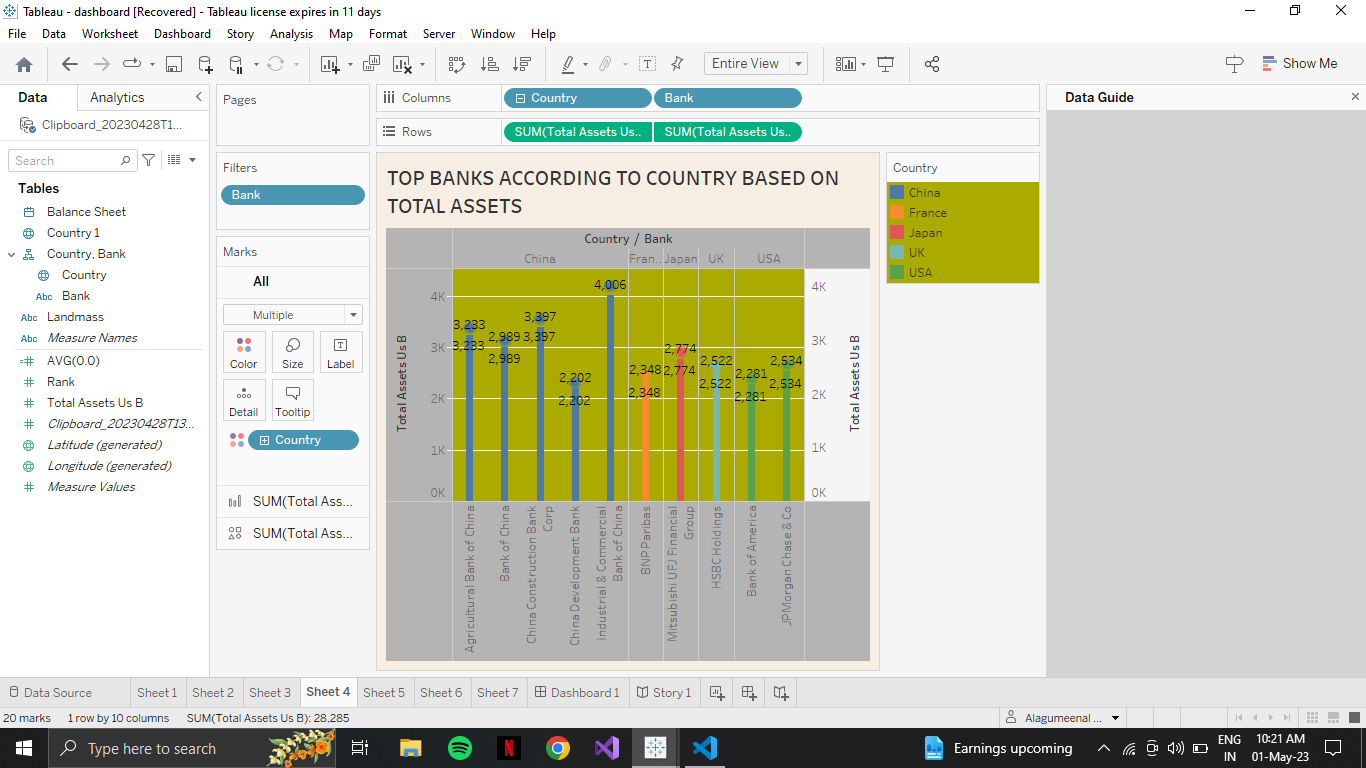 Tableau - dashboard [Recovered] - Tableau license expires in 11 days
File Data Worksheet Dashboard Story Analysis Map Format Server Window Help
Entire View
Show Me
Data Analytics
Clipboard_20230428T1...
Search
Tables
Balance Sheet
Country 1
Country, Bank
Country
Abc Bank
Abc Landmass
Abc Measure Names
AVG(0.0)
Rank
Total Assets Us B
Clipboard_20230428T13...
Latitude (generated)
Longitude (generated)
Measure Values
Pages
Filters
Bank
Marks
All
Multiple
Color Size Label
Detail Tooltip
Country
SUM(Total Ass...
SUM(Total Ass...
Columns Country Bank
Rows SUM(Total Assets Us.. SUM(Total Assets Us..
TOP BANKS ACCORDING TO COUNTRY BASED ON
TOTAL ASSETS
Country / Bank
China Fran.. Japan UK USA
Total Assets Us B
4K
3K
2K
1K
0K
3,233
3,233
2,989
2,989
3,397
3,397
2,202
2,202
4,006
2,348
2,348
2,774
2,774
2,522
2,522
2,281
2,281
2,534
2,534
4K
3K
2K
1K
0K
Total Assets Us B
Agricultural Bank of China
Bank of China
China Construction Bank
Corp
China Development Bank
Industrial & Commercial
Bank of China
BNP Paribas
Mitsubishi UFJ Financial
Group
HSBC Holdings
Bank of America
JPMorgan Chase & Co
Country
China
France
Japan
UK
USA
Data Guide
Data Source Sheet 1 Sheet 2 Sheet 3 Sheet 4 Sheet 5 Sheet 6 Sheet 7 Dashboard 1 Story 1
20 marks 1 row by 10 columns SUM(Total Assets Us B): 28,285
Alagumeenal ...
Type here to search
Earnings upcoming
ENG
IN
10:21 AM
01-May-23